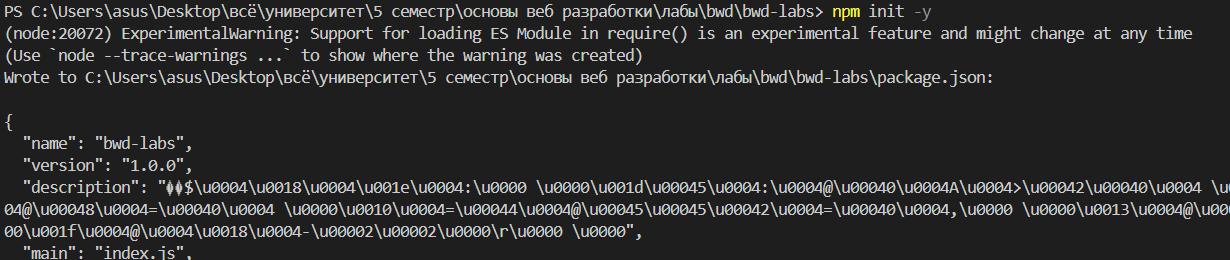 PS C:\Users\asus\Desktop\всё\университет\5 семестр\основы веб разработки\лабы\bwd\bwd-labs> npm init -y
(node:20072) ExperimentalWarning: Support for loading ES Module in require() is an experimental feature and might change at any time
(Use `node --trace-warnings ...` to show where the warning was created)
Wrote to C:\Users\asus\Desktop\всё\университет\5 семестр\основы веб разработки\лабы\bwd\bwd-labs\package.json:
{
"name": "bwd-labs",
"version": "1.0.0",
"description": "��$\u0004\u0018\u0004\u001e\u0004:\u0000 \u0000\u001d\u00045\u0004:\u0004@\u00040\u0004A\u0004>\u00042\u00040\u0004 \u
04@\u00048\u0004=\u00040\u0004 \u0000\u0010\u0004=\u00044\u0004@\u00045\u00045\u00042\u0004=\u00040\u0004,\u0000 \u0000\u0013\u0004@\u00
00\u001f\u0004@\u0004\u0018\u0004-\u00002\u00002\u0000\r\u0000 \u0000",
"main": "index.js",